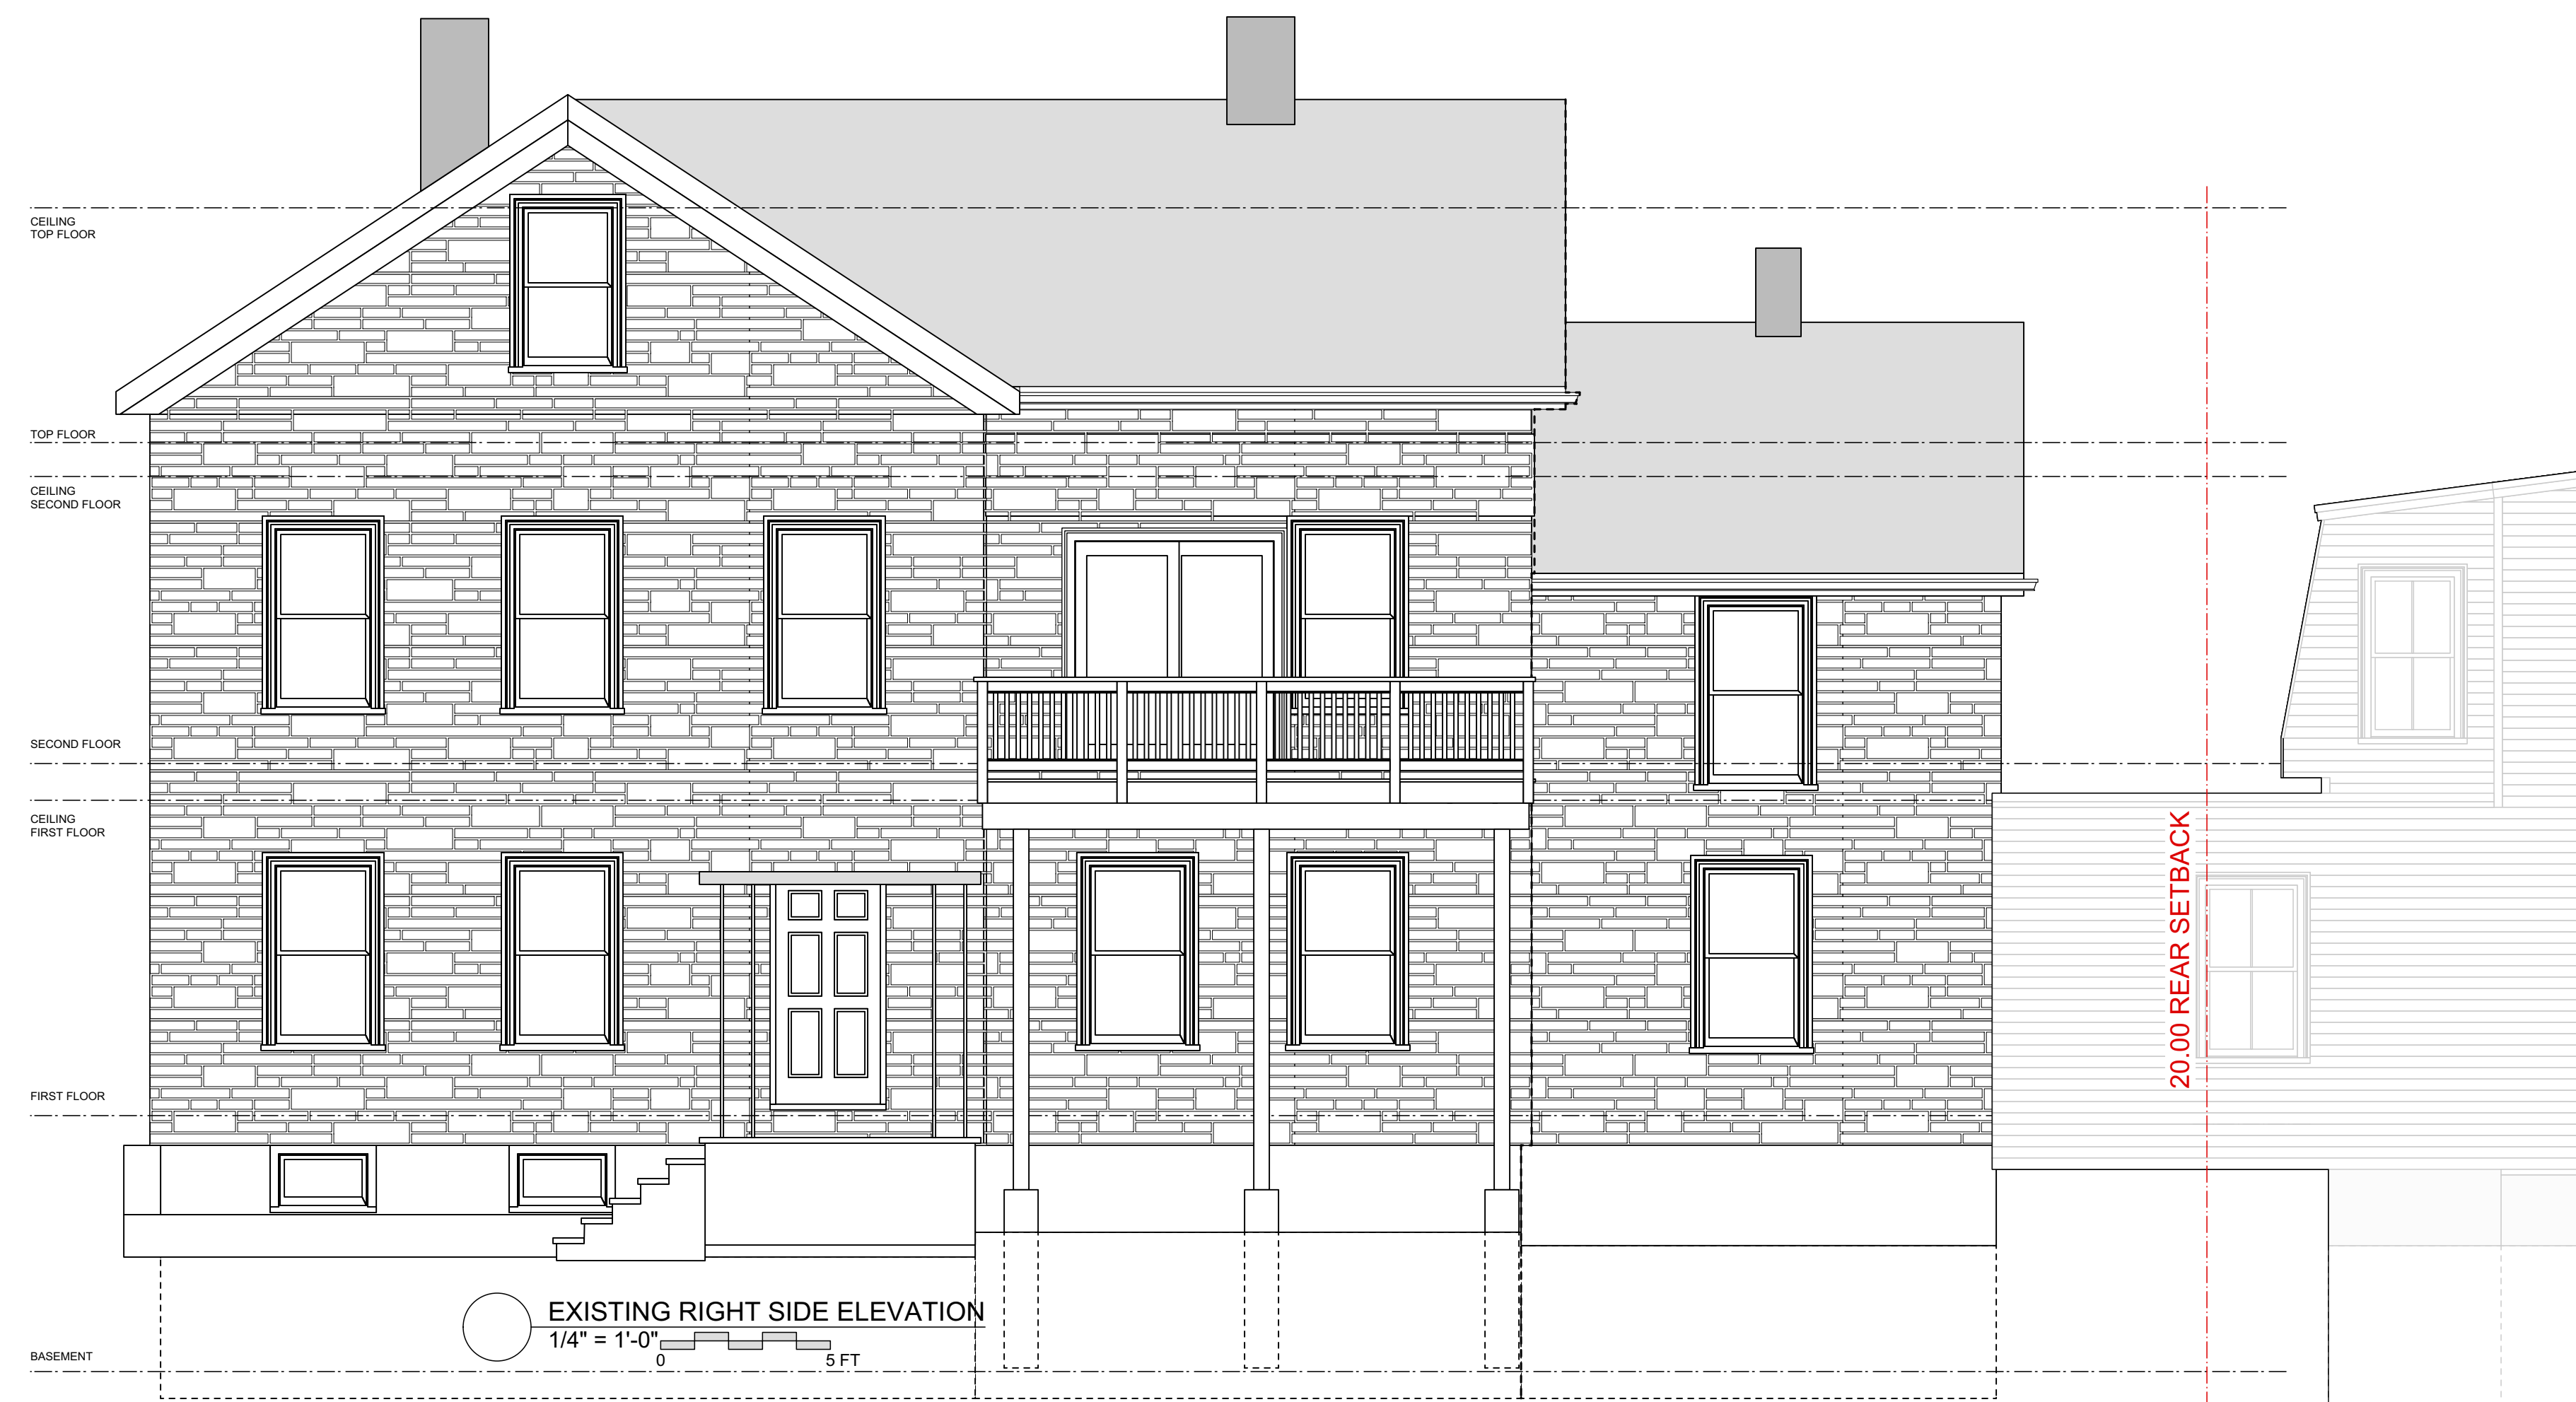 CEILING
TOP FLOOR
TOP FLOOR
CEILING
SECOND FLOOR
SECOND FLOOR
CEILING
FIRST FLOOR
20.00 REAR SETBACK
FIRST FLOOR
EXISTING RIGHT SIDE ELEVATION
1/4" = 1'-0"
0 5 FT
BASEMENT